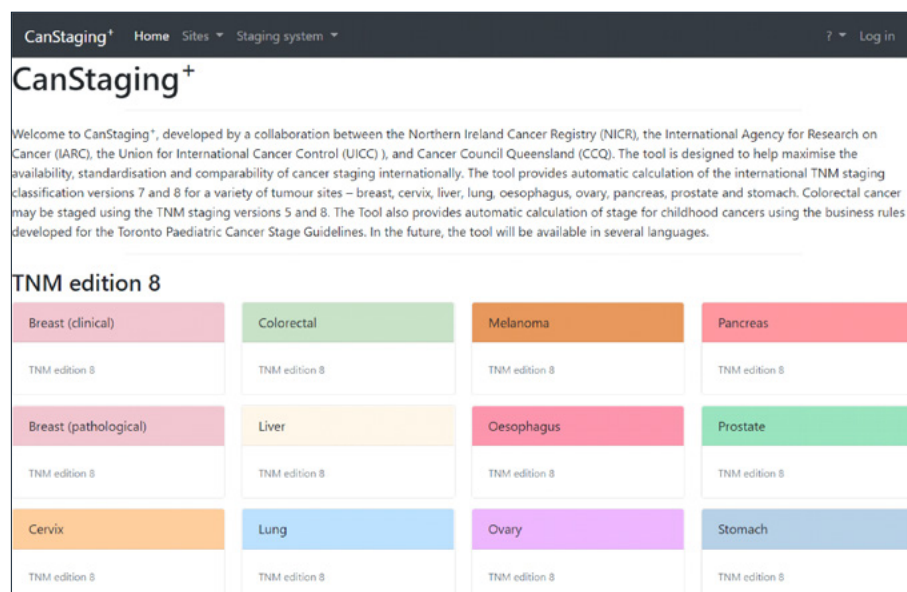 CanStaging+ Home Sites Staging system ? Log in
CanStaging+
Welcome to CanStaging+, developed by a collaboration between the Northern Ireland Cancer Registry (NICR), the International Agency for Research on
Cancer (IARC), the Union for International Cancer Control (UICC) ), and Cancer Council Queensland (CCQ). The tool is designed to help maximise the
availability, standardisation and comparability of cancer staging internationally. The tool provides automatic calculation of the international TNM staging
classification versions 7 and 8 for a variety of tumour sites – breast, cervix, liver, lung, oesophagus, ovary, pancreas, prostate and stomach. Colorectal cancer
may be staged using the TNM staging versions 5 and 8. The Tool also provides automatic calculation of stage for childhood cancers using the business rules
developed for the Toronto Paediatric Cancer Stage Guidelines. In the future, the tool will be available in several languages.
TNM edition 8
Breast (clinical) Colorectal Melanoma Pancreas
TNM edition 8 TNM edition 8 TNM edition 8 TNM edition 8
Breast (pathological) Liver Oesophagus Prostate
TNM edition 8 TNM edition 8 TNM edition 8 TNM edition 8
Cervix Lung Ovary Stomach
TNM edition 8 TNM edition 8 TNM edition 8 TNM edition 8